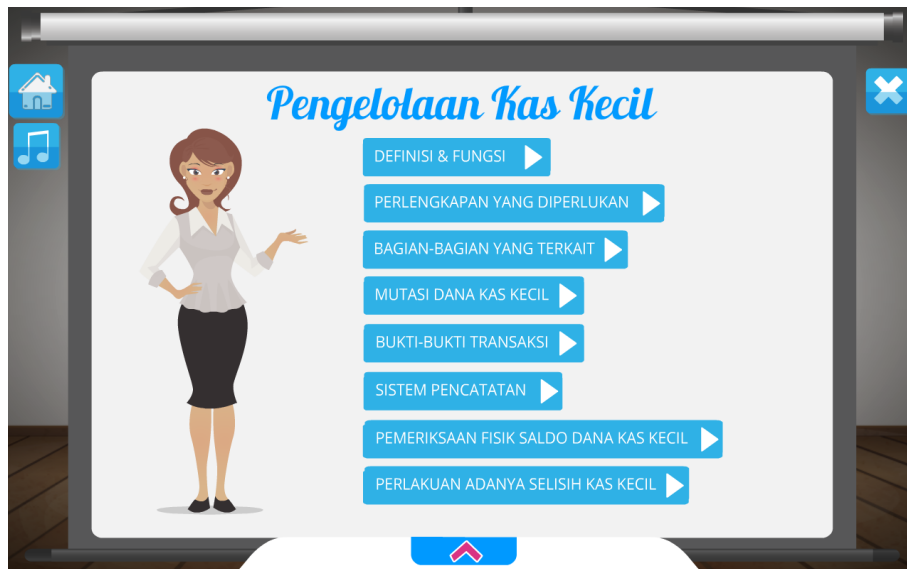 Pengelolaan Kas Kecil
DEFINISI & FUNGSI
PERLENGKAPAN YANG DIPERLUKAN
BAGIAN-BAGIAN YANG TERKAIT
MUTASI DANA KAS KECIL
BUKTI-BUKTI TRANSAKSI
SISTEM PENCATATAN
PEMERIKSAAN FISIK SALDO DANA KAS KECIL
PERLAKUAN ADANYA SELISIH KAS KECIL